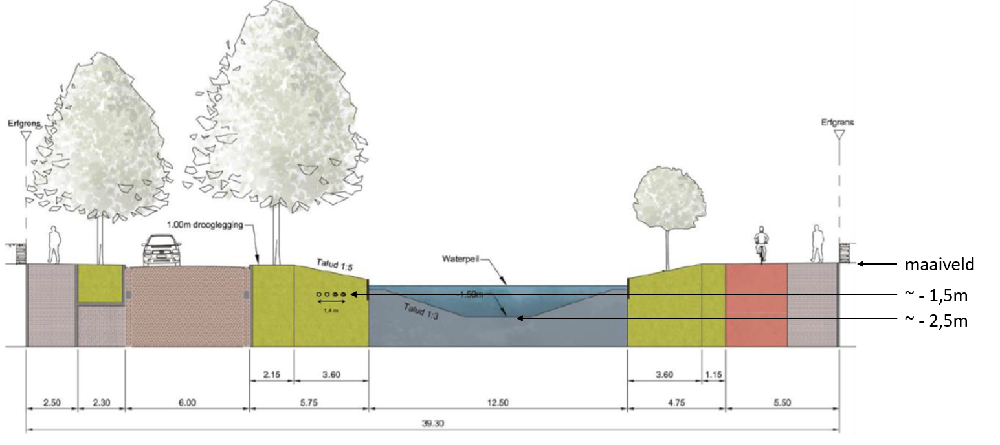 Erfgrens
Erfgrens
1.00m drooglegging
Talud 1:5
Waterpeil
maaiveld
-1.50m
~ - 1,5m
1,4 m
Talud 1:3
~ - 2,5m
2.15
3.60
3.60
1.15
2.50
2.30
6.00
5.75
12.50
4.75
5.50
39.30